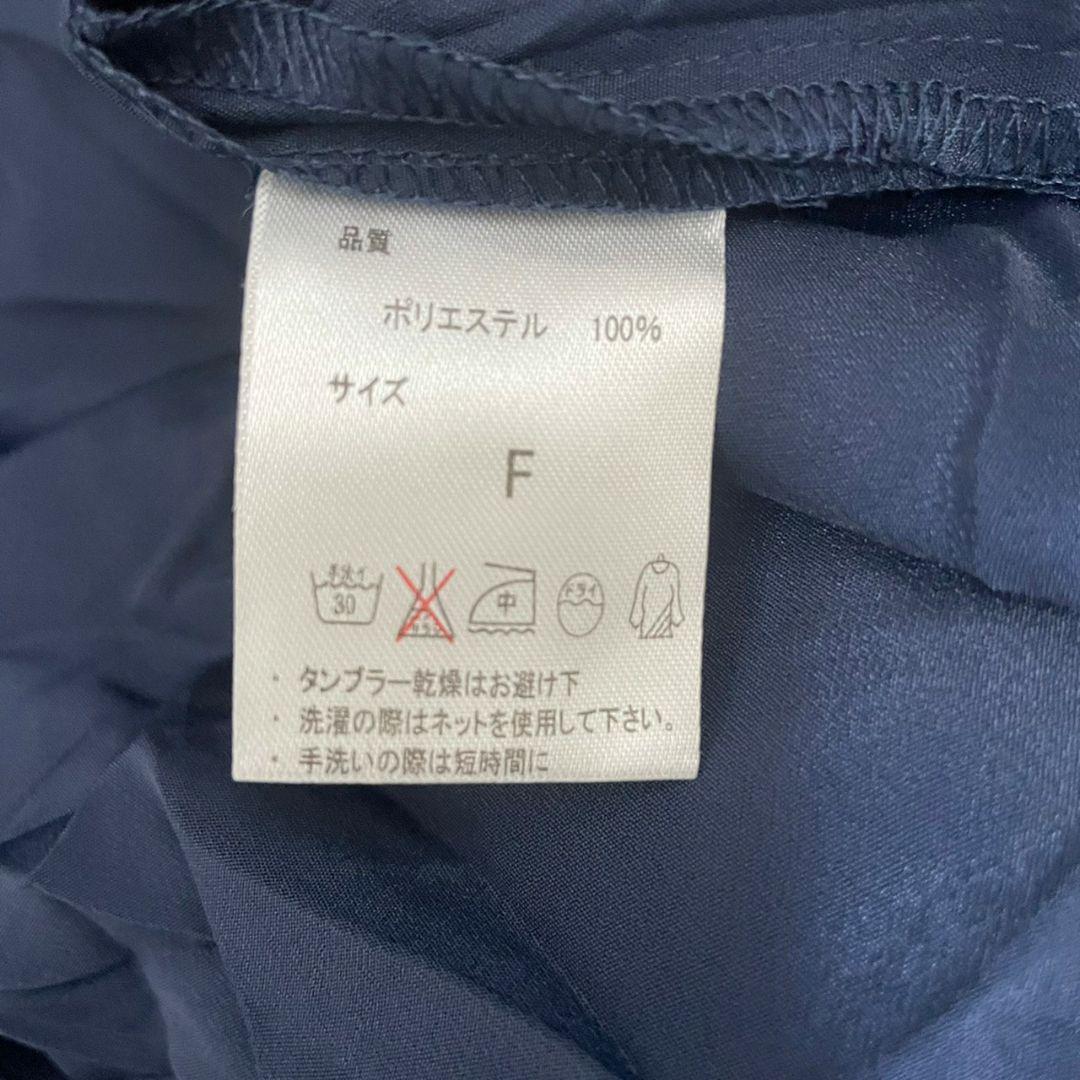 品質
ポリエステル 100%
サイズ
F
手洗イ 30 中 ドライ
・タンブラー乾燥はお避け下
・洗濯の際はネットを使用して下さい。
・手洗いの際は短時間に